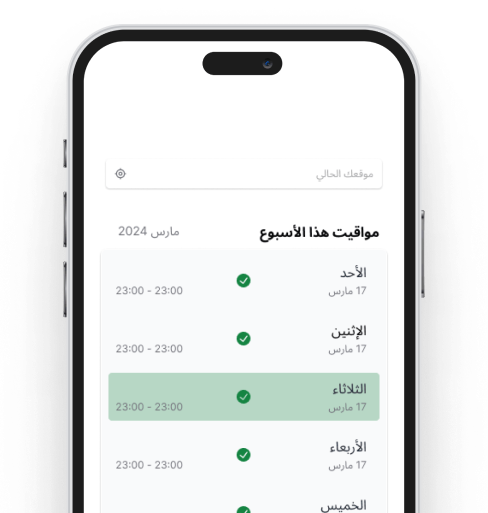 موقعك الحالي
مواقيت هذا الأسبوع
مارس 2024
الأحد
17 مارس
23:00 - 23:00
الإثنين
17 مارس
23:00 - 23:00
الثلاثاء
17 مارس
23:00 - 23:00
الأربعاء
17 مارس
23:00 - 23:00
الخميس